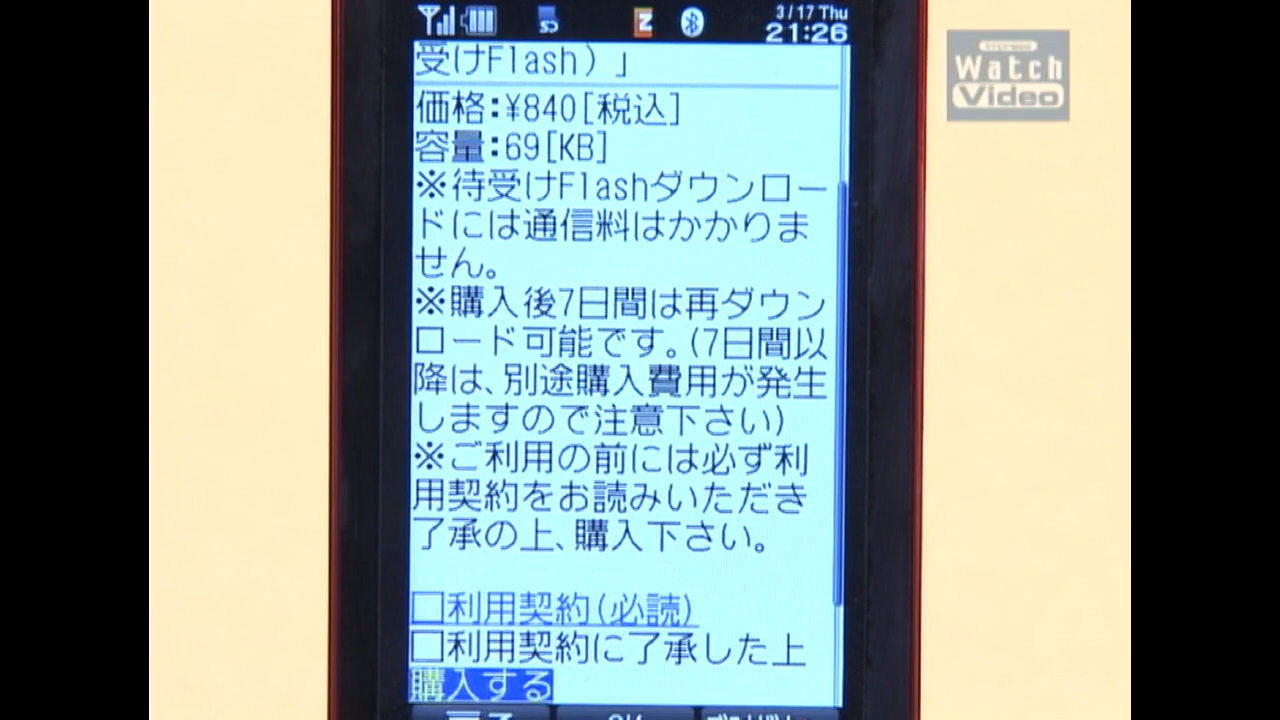 3/17 Thu
21:26
受けFlash）」
価格:¥840[税込]
容量:69[KB]
※待受けFlashダウンロー
ドには通信料はかかりま
せん。
※購入後7日間は再ダウン
ロード可能です。(7日間以
降は、別途購入費用が発生
しますので注意下さい)
※ご利用の前には必ず利
用契約をお読みいただき
了承の上、購入下さい。
□利用契約(必読)
□利用契約に了承した上
購入する
OK
Impress
Watch
Video